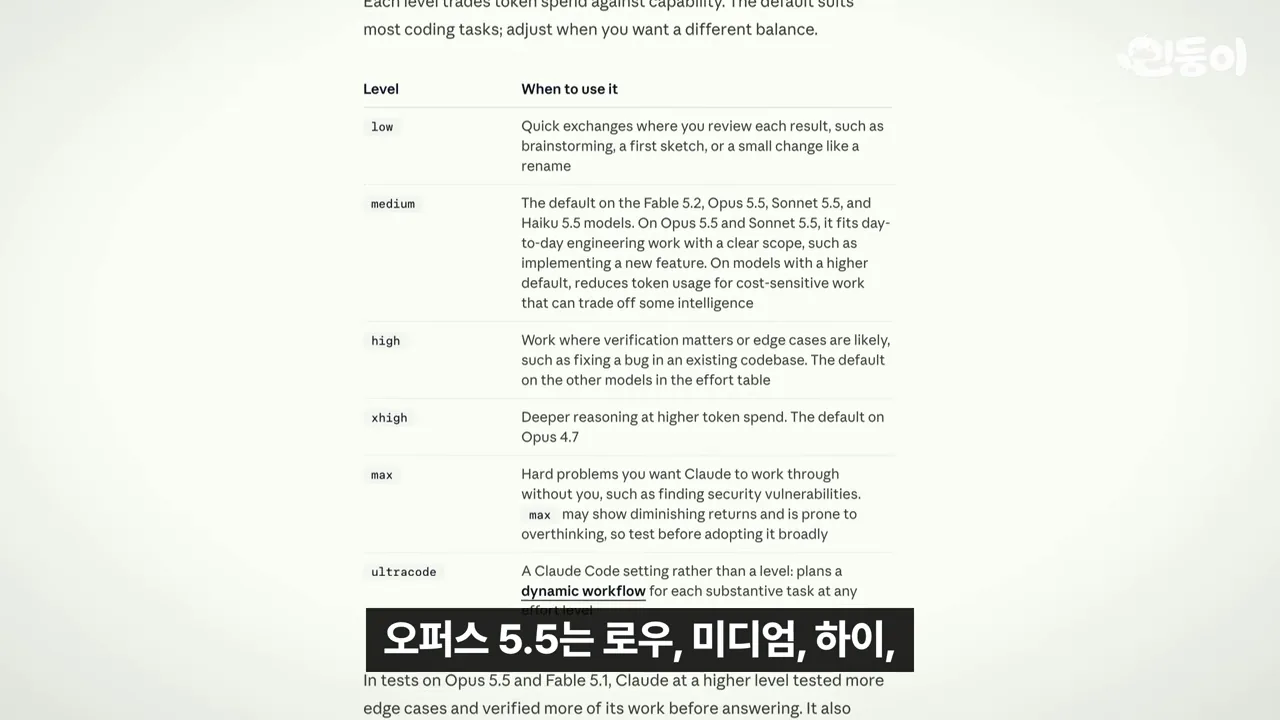 Each level trades token spend against capability. The default suits
most coding tasks; adjust when you want a different balance.
인둥이
Level When to use it
low Quick exchanges where you review each result, such as
brainstorming, a first sketch, or a small change like a
rename
medium The default on the Fable 5.2, Opus 5.5, Sonnet 5.5, and
Haiku 5.5 models. On Opus 5.5 and Sonnet 5.5, it fits day-
to-day engineering work with a clear scope, such as
implementing a new feature. On models with a higher
default, reduces token usage for cost-sensitive work
that can trade off some intelligence
high Work where verification matters or edge cases are likely,
such as fixing a bug in an existing codebase. The default
on the other models in the effort table
xhigh Deeper reasoning at higher token spend. The default on
Opus 4.7
max Hard problems you want Claude to work through
without you, such as finding security vulnerabilities.
max may show diminishing returns and is prone to
overthinking, so test before adopting it broadly
ultracode A Claude Code setting rather than a level: plans a
dynamic workflow for each substantive task at any
effort level
오퍼스 5.5는 로우, 미디엄, 하이,
In tests on Opus 5.5 and Fable 5.1, Claude at a higher level tested more
edge cases and verified more of its work before answering. It also